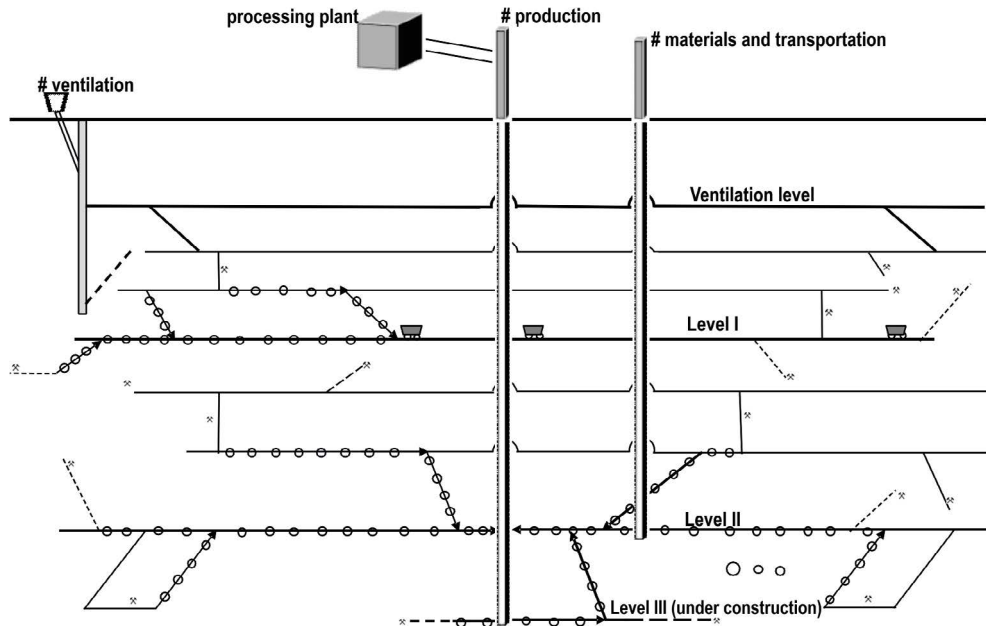 processing plant
# production
# materials and transportation
# ventilation
Ventilation level
Level I
Level II
Level III (under construction)